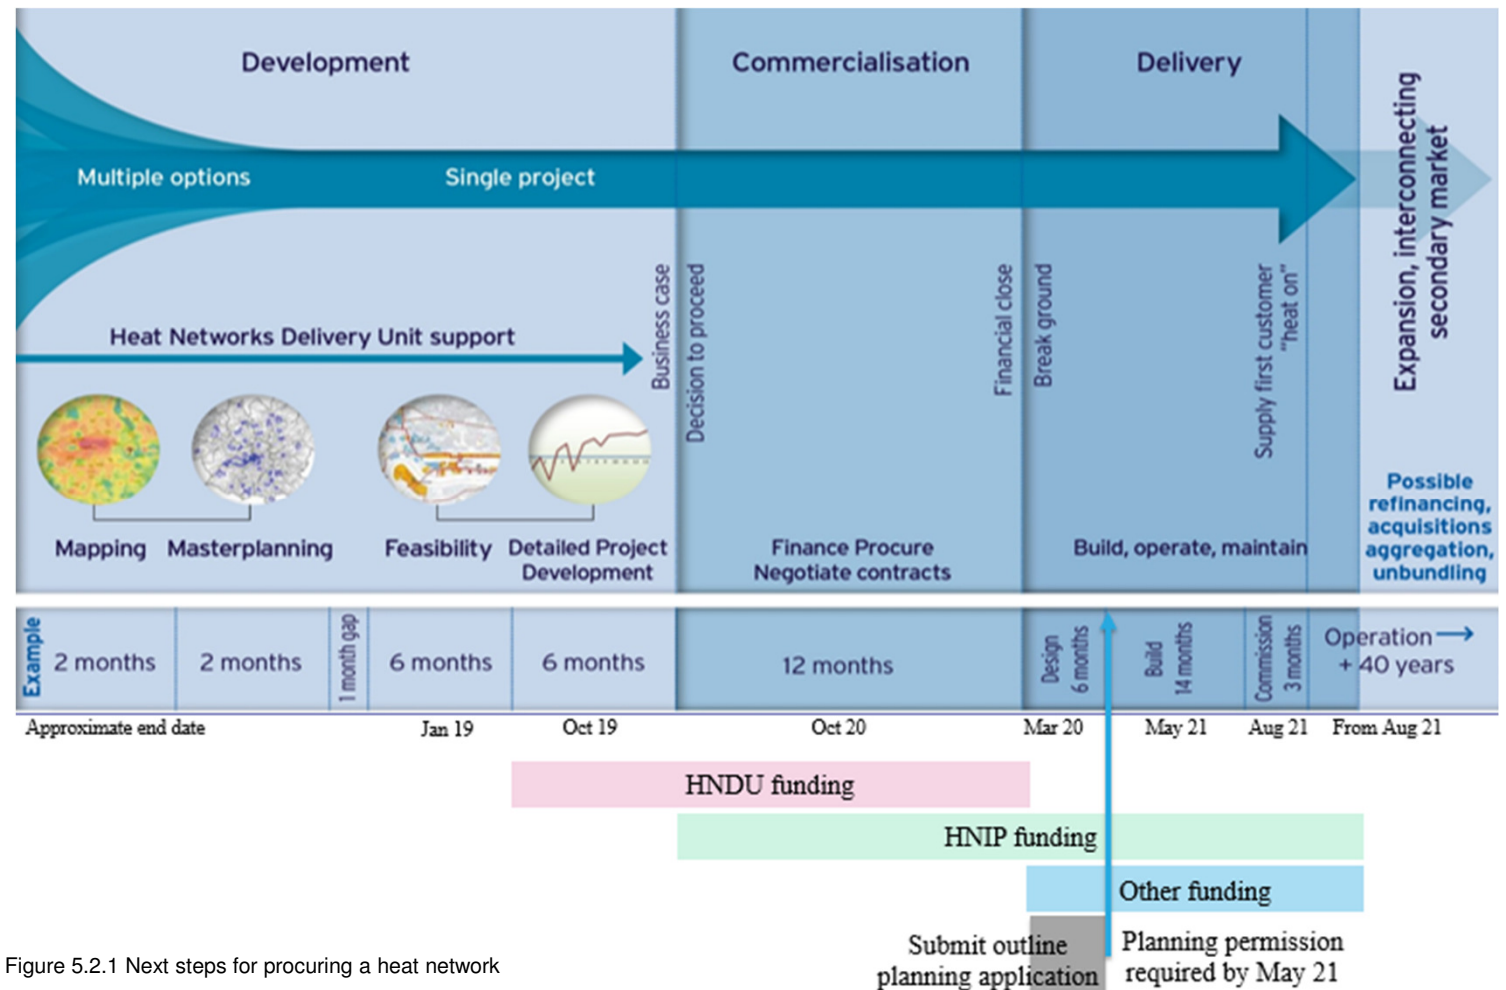 Development
Commercialisation
Delivery
Multiple options
Single project
Expansion, interconnecting
secondary market
Heat Networks Delivery Unit support
Business case
Decision to proceed
Financial close
Break ground
Supply first customer
"heat on"
Possible
refinancing,
acquisitions
aggregation,
unbundling
Mapping
Masterplanning
Feasibility
Detailed Project
Development
Finance Procure
Negotiate contracts
Build, operate, maintain
Example
2 months
2 months
1 month gap
6 months
6 months
12 months
Design
6 months
Build
14 months
Commission
3 months
Operation
+ 40 years
Approximate end date
Jan 19
Oct 19
Oct 20
Mar 20
May 21
Aug 21
From Aug 21
HNDU funding
HNIP funding
Other funding
Submit outline
planning application
Planning permission
required by May 21
Figure 5.2.1 Next steps for procuring a heat network